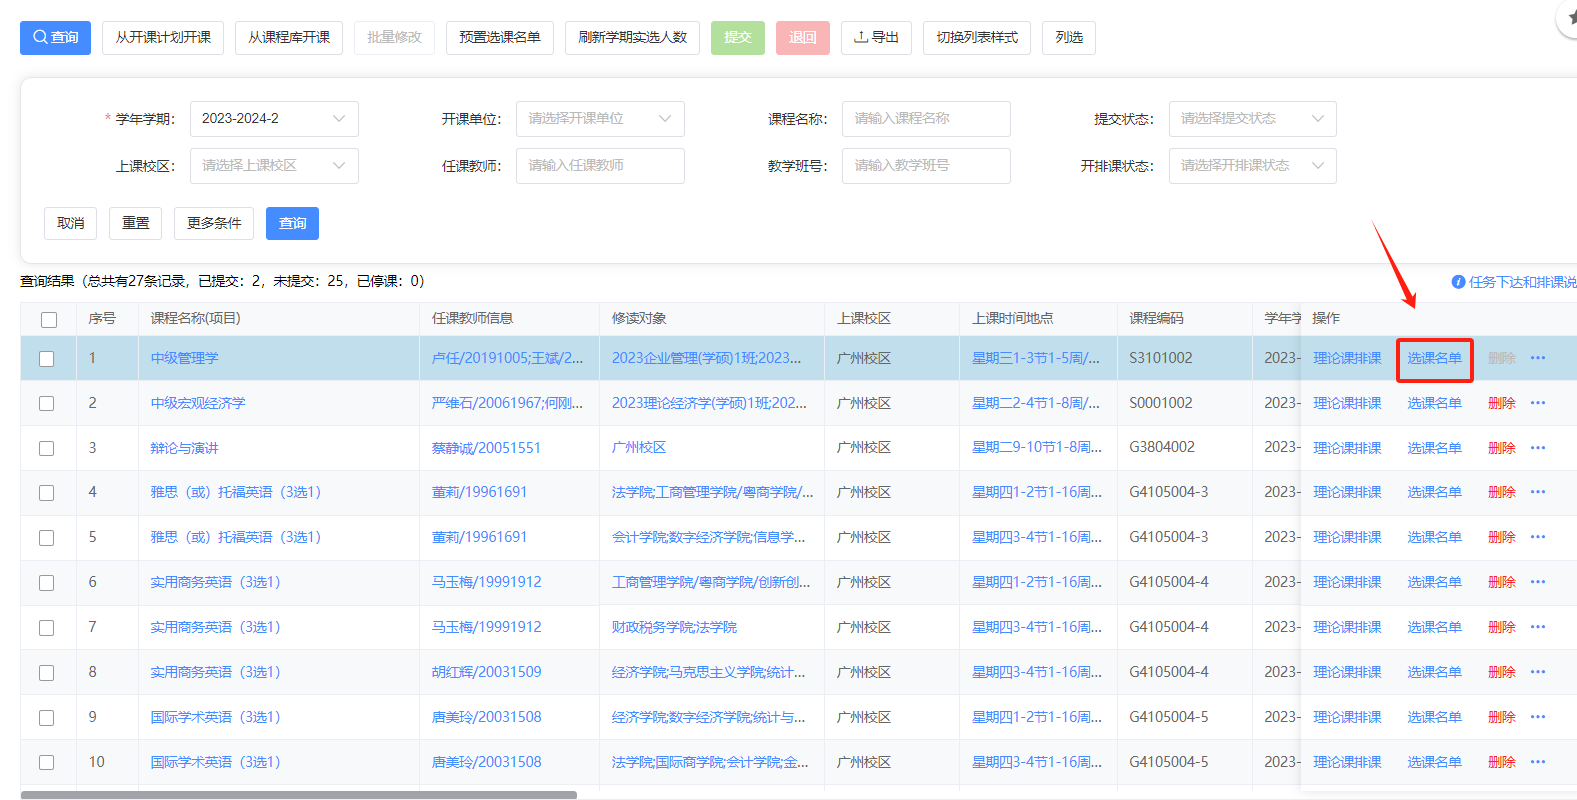 查询 从开课计划开课 从课程库开课 批量修改 预置选课名单 刷新学期实选人数 提交 退回 导出 切换列表样式 列选
* 学年学期： 2023-2024-2 开课单位： 请选择开课单位 课程名称： 请输入课程名称 提交状态： 请选择提交状态
上课校区： 请选择上课校区 任课教师： 请输入任课教师 教学班号： 请输入教学班号 开排课状态： 请选择开排课状态
取消 重置 更多条件 查询
查询结果（总共有27条记录，已提交：2，未提交：25，已停课：0） 任务下达和排课说
序号 课程名称(项目) 任课教师信息 修读对象 上课校区 上课时间地点 课程编码 学年学 操作
1 中级管理学 卢任/20191005;王斌/2... 2023企业管理(学硕)1班;2023... 广州校区 星期三1-3节1-5周/... S3101002 2023- 理论课排课 选课名单 删除 ...
2 中级宏观经济学 严维石/20061967;何刚... 2023理论经济学(学硕)1班;202... 广州校区 星期二2-4节1-8周/... S0001002 2023- 理论课排课 选课名单 删除 ...
3 辩论与演讲 蔡静诚/20051551 广州校区 广州校区 星期二9-10节1-8周... G3804002 2023- 理论课排课 选课名单 删除 ...
4 雅思（或）托福英语（3选1） 董莉/19961691 法学院;工商管理学院/粤商学院/... 广州校区 星期四1-2节1-16周... G4105004-3 2023- 理论课排课 选课名单 删除 ...
5 雅思（或）托福英语（3选1） 董莉/19961691 会计学院;数字经济学院;信息学... 广州校区 星期四3-4节1-16周... G4105004-3 2023- 理论课排课 选课名单 删除 ...
6 实用商务英语（3选1） 马玉梅/19991912 工商管理学院/粤商学院/创新创... 广州校区 星期四1-2节1-16周... G4105004-4 2023- 理论课排课 选课名单 删除 ...
7 实用商务英语（3选1） 马玉梅/19991912 财政税务学院;法学院 广州校区 星期四3-4节1-16周... G4105004-4 2023- 理论课排课 选课名单 删除 ...
8 实用商务英语（3选1） 胡红辉/20031509 经济学院;马克思主义学院;统计... 广州校区 星期四3-4节1-16周... G4105004-4 2023- 理论课排课 选课名单 删除 ...
9 国际学术英语（3选1） 唐美玲/20031508 经济学院;数字经济学院;统计与... 广州校区 星期四1-2节1-16周... G4105004-5 2023- 理论课排课 选课名单 删除 ...
10 国际学术英语（3选1） 唐美玲/20031508 法学院;国际商学院;会计学院;金... 广州校区 星期四3-4节1-16周... G4105004-5 2023- 理论课排课 选课名单 删除 ...